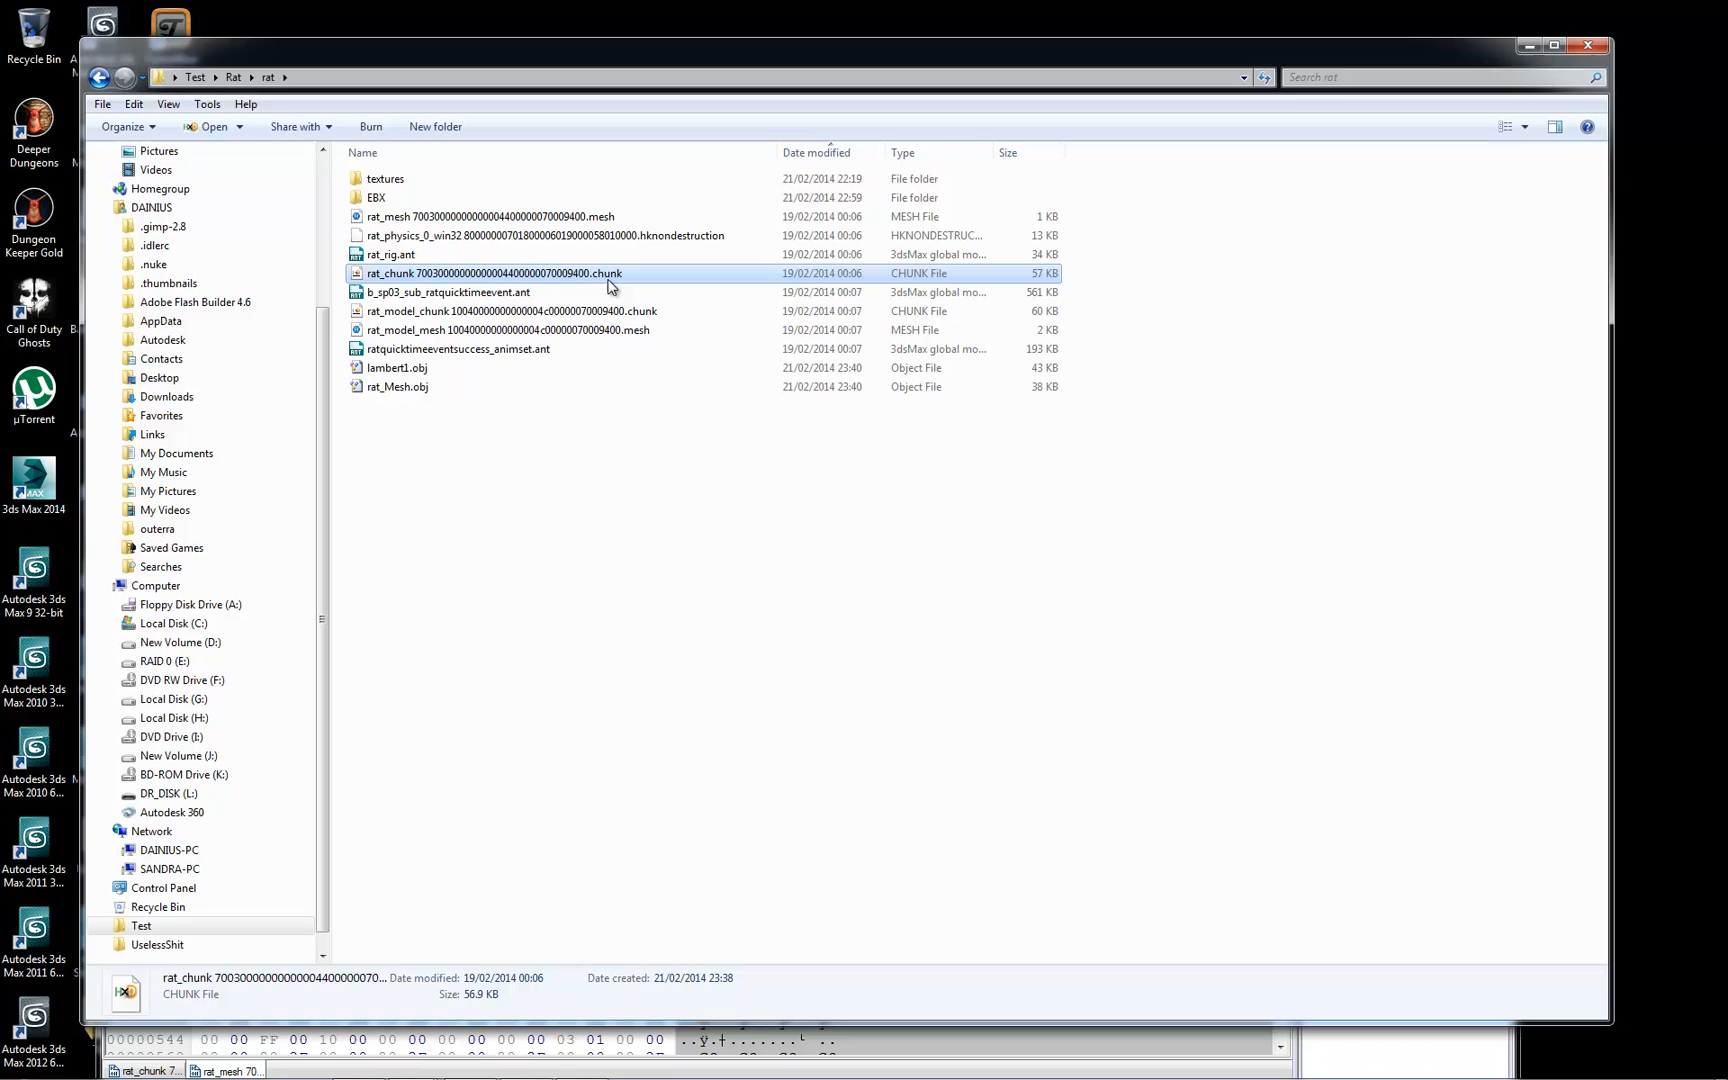 Recycle Bin
Deeper
Dungeons
Dungeon
Keeper Gold
Call of Duty
Ghosts
µTorrent
3ds Max 2014
Autodesk 3ds
Max 9 32-bit
Autodesk 3ds
Max 2010 3...
Autodesk 3ds
Max 2010 6...
Autodesk 3ds
Max 2011 3...
Autodesk 3ds
Max 2011 6...
Autodesk 3ds
Max 2012 6...
Test Rat rat
Search rat
File Edit View Tools Help
Organize Open Share with Burn New folder
Pictures
Videos
Homegroup
DAINIUS
.gimp-2.8
.idlerc
.nuke
.thumbnails
Adobe Flash Builder 4.6
AppData
Autodesk
Contacts
Desktop
Downloads
Favorites
Links
My Documents
My Music
My Pictures
My Videos
outerra
Saved Games
Searches
Computer
Floppy Disk Drive (A:)
Local Disk (C:)
New Volume (D:)
RAID 0 (E:)
DVD RW Drive (F:)
Local Disk (G:)
Local Disk (H:)
DVD Drive (I:)
New Volume (J:)
BD-ROM Drive (K:)
DR_DISK (L:)
Autodesk 360
Network
DAINIUS-PC
SANDRA-PC
Control Panel
Recycle Bin
Test
UselessShit
Name Date modified Type Size
textures 21/02/2014 22:19 File folder
EBX 21/02/2014 22:59 File folder
rat_mesh 70030000000000004400000070009400.mesh 19/02/2014 00:06 MESH File 1 KB
rat_physics_0_win32 80000000701800006019000058010000.hknondestruction 19/02/2014 00:06 HKNONDESTRUC... 13 KB
rat_rig.ant 19/02/2014 00:06 3dsMax global mo... 34 KB
rat_chunk 70030000000000004400000070009400.chunk 19/02/2014 00:06 CHUNK File 57 KB
b_sp03_sub_ratquicktimeevent.ant 19/02/2014 00:07 3dsMax global mo... 561 KB
rat_model_chunk 10040000000000004c00000070009400.chunk 19/02/2014 00:07 CHUNK File 60 KB
rat_model_mesh 10040000000000004c00000070009400.mesh 19/02/2014 00:07 MESH File 2 KB
ratquicktimeeventsuccess_animset.ant 19/02/2014 00:07 3dsMax global mo... 193 KB
lambert1.obj 21/02/2014 23:40 Object File 43 KB
rat_Mesh.obj 21/02/2014 23:40 Object File 38 KB
rat_chunk 70030000000000004400000070... Date modified: 19/02/2014 00:06 Date created: 21/02/2014 23:38
CHUNK File Size: 56.9 KB
00000544 00 00 FF 00 10 00 00 00 00 00 00 03 01 00 00
rat_chunk 7... rat_mesh 70...